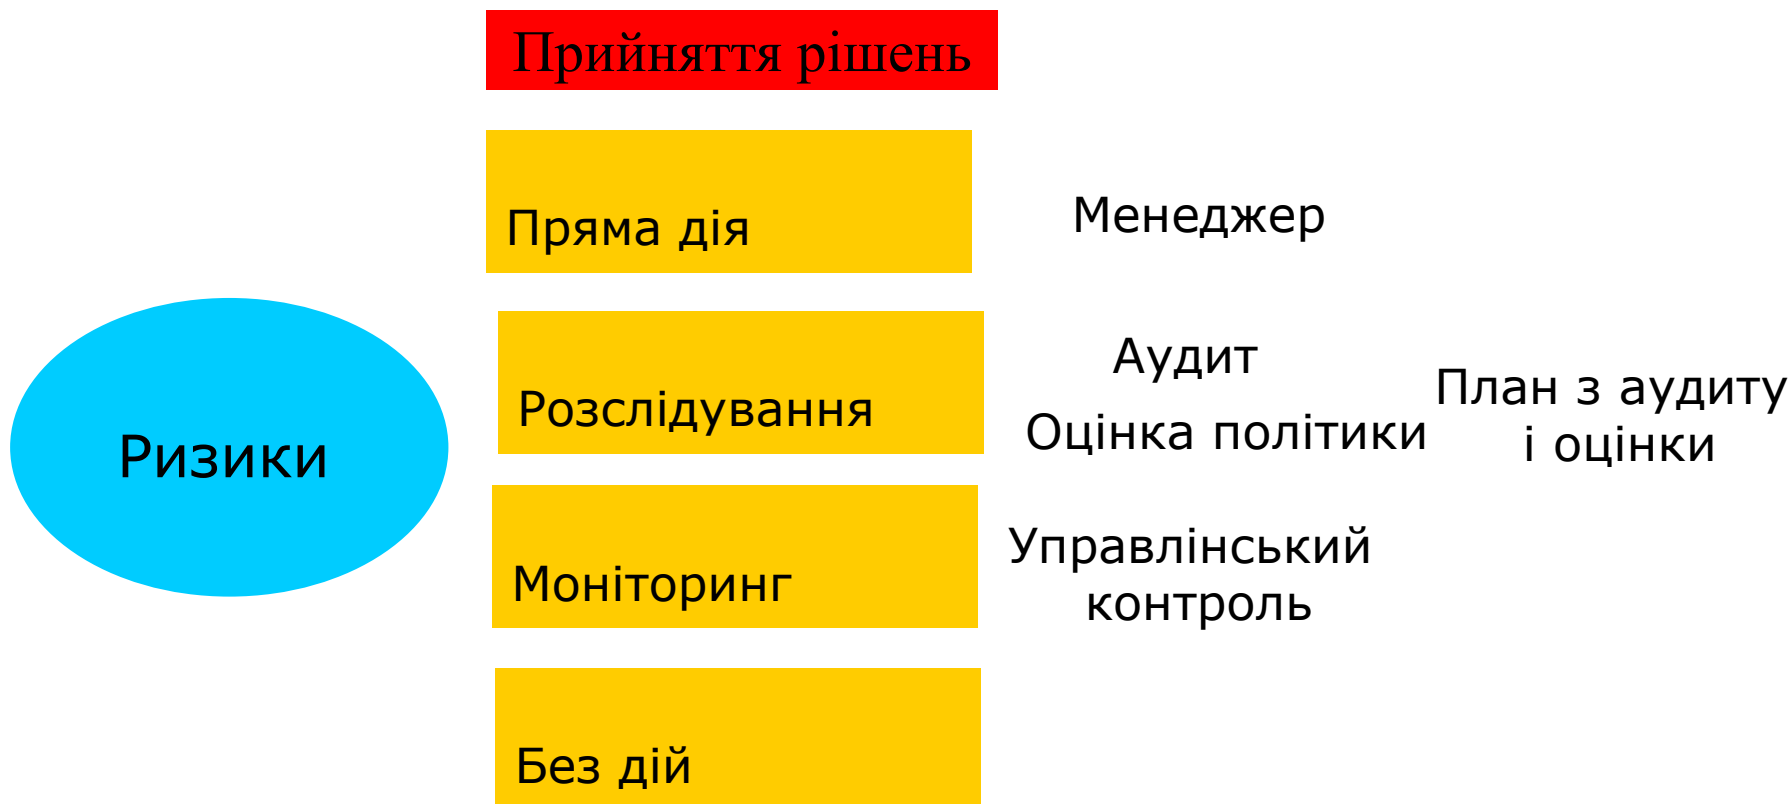 Прийняття рішень
Пряма дія
Менеджер
Ризики
Розслідування
Аудит
Оцінка політики
План з аудиту
і оцінки
Моніторинг
Управлінський
контроль
Без дій